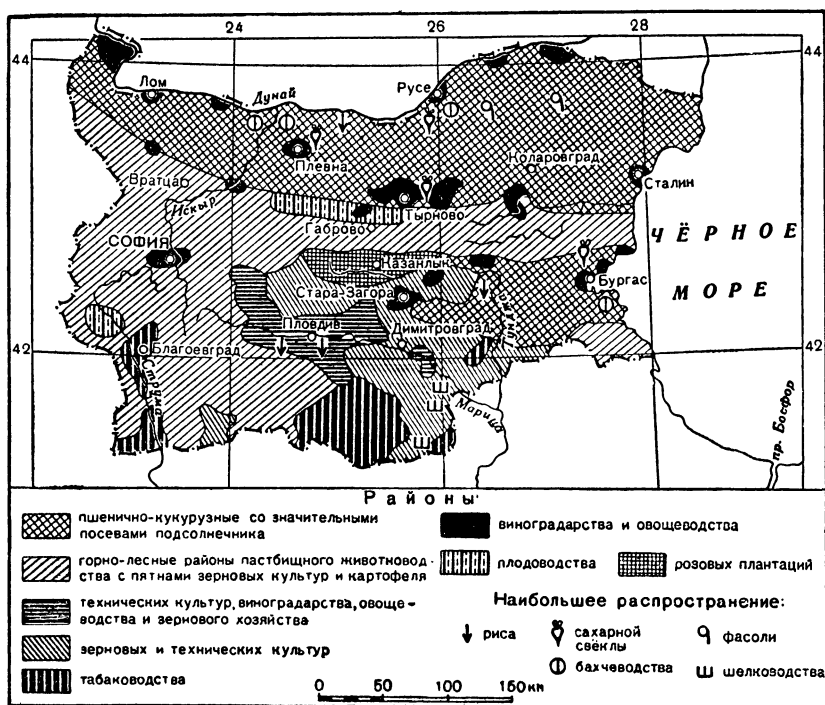 24
26
28
44
44
Лом
Дунай
Русе
Плевна
Коларовград
Сталин
Вратца
Искыр
Тырново
Габрово
СОФИЯ
ЧЁРНОЕ
МОРЕ
Казанлык
Бургас
Стара-Загора
Тунджа
Пловдив
Димитровград
42
42
Благоевград
Струма
Марица
пр. Босфор
Районы:
пшенично-кукурузные со значительными
посевами подсолнечника
горно-лесные районы пастбищного животновод-
ства с пятнами зерновых культур и картофеля
технических культур, виноградарства, овоще-
водства и зернового хозяйства
зерновых и технических культур
табаководства
виноградарства и овощеводства
плодоводства
розовых плантаций
Наибольшее распространение:
риса
сахарной
свёклы
фасоли
бахчеводства
шелководства
0 50 100 150 км